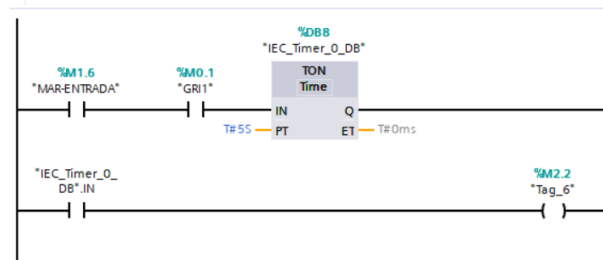 %DB8
"IEC_Timer_0_DB"
%M1.6
"MAR-ENTRADA"
%M0.1
"GRI1"
TON
Time
IN
Q
T#5S
PT
ET
T#0ms
"IEC_Timer_0_
DB".IN
%M2.2
"Tag_6"